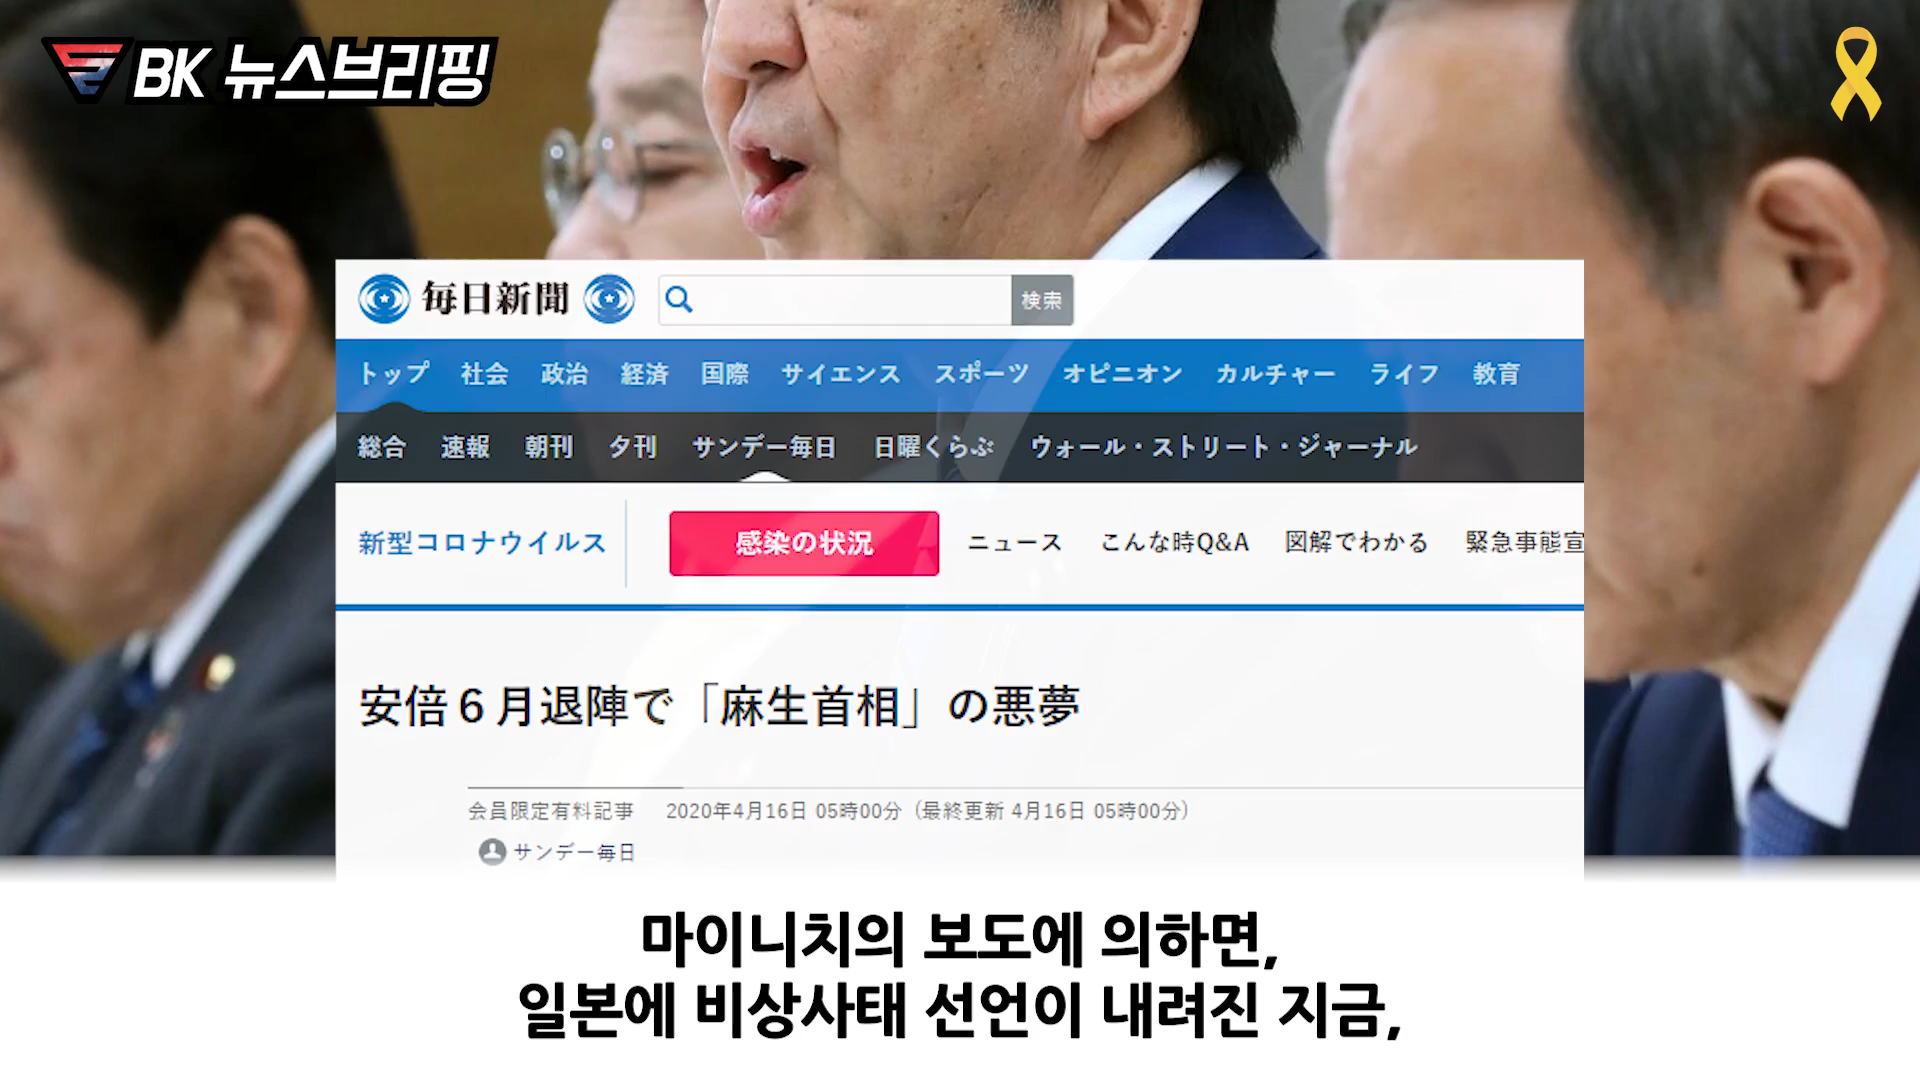 BK 뉴스브리핑
毎日新聞
検索
トップ 社会 政治 経済 国際 サイエンス スポーツ オピニオン カルチャー ライフ 教育
総合 速報 朝刊 夕刊 サンデー毎日 日曜くらぶ ウォール・ストリート・ジャーナル
新型コロナウイルス 感染の状況 ニュース こんな時Q&A 図解でわかる 緊急事態宣
安倍６月退陣で「麻生首相」の悪夢
会員限定有料記事 2020年4月16日 05時00分（最終更新 4月16日 05時00分）
サンデー毎日
마이니치의 보도에 의하면,
일본에 비상사태 선언이 내려진 지금,